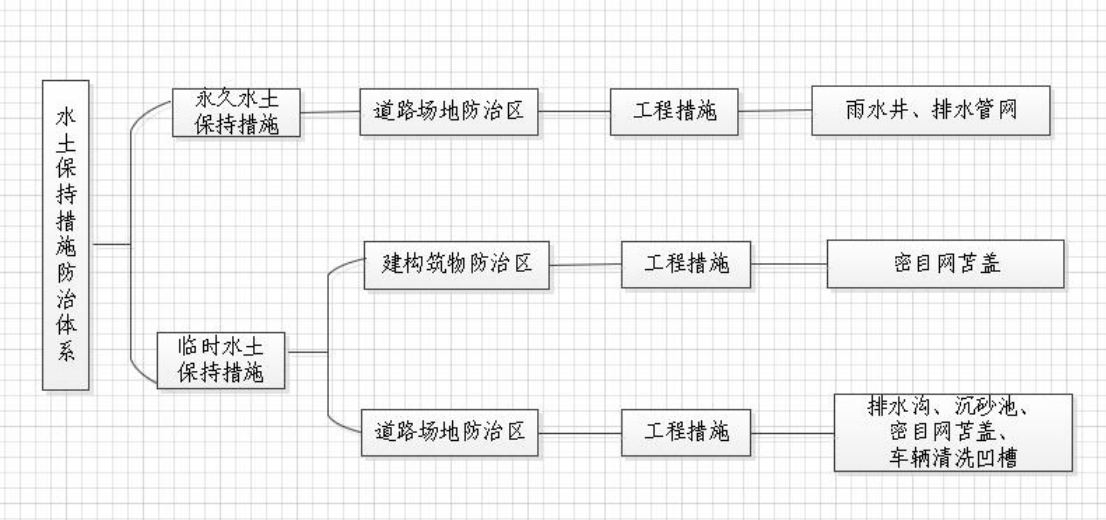 水土保持措施防治体系
永久水土
保持措施
道路场地防治区
工程措施
雨水井、排水管网
临时水土
保持措施
建构筑物防治区
工程措施
密目网苫盖
道路场地防治区
工程措施
排水沟、沉砂池、
密目网苫盖、
车辆清洗凹槽